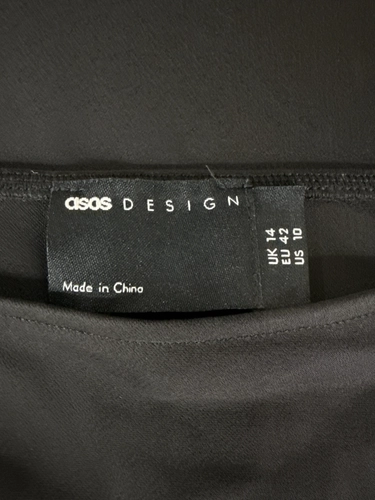 asos DESIGN
Made in China
UK 14
EU 42
US 10